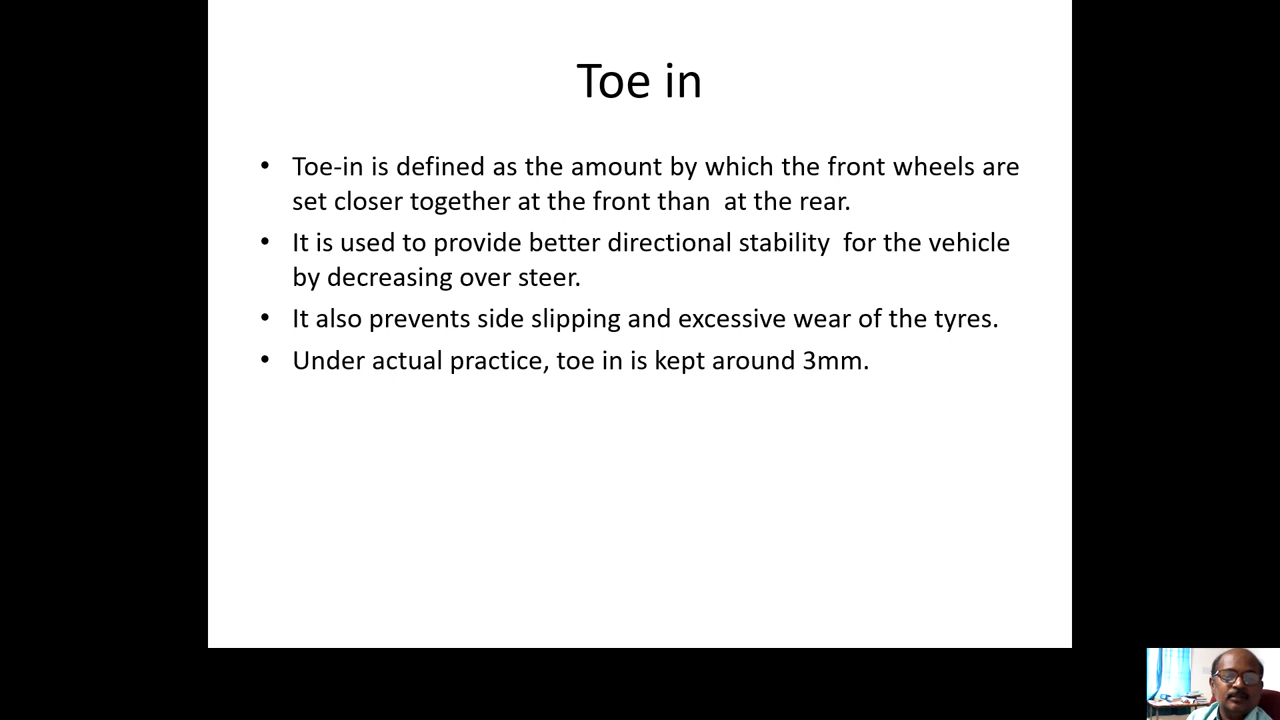 Toe in
• Toe-in is defined as the amount by which the front wheels are
set closer together at the front than  at the rear.
• It is used to provide better directional stability  for the vehicle
by decreasing over steer.
• It also prevents side slipping and excessive wear of the tyres.
• Under actual practice, toe in is kept around 3mm.